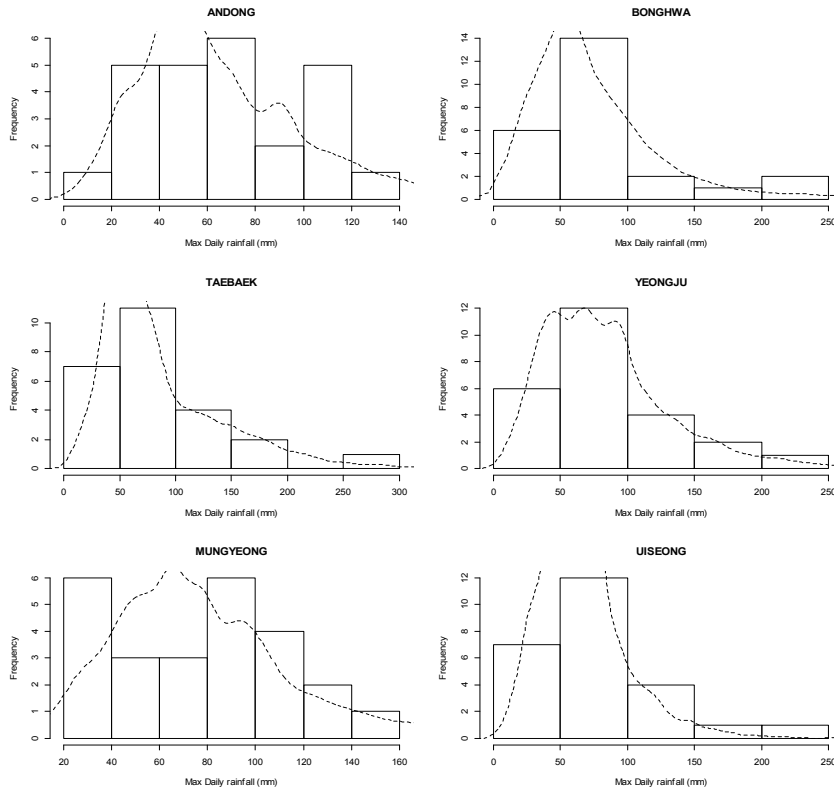 ANDONG
Frequency
0 1 2 3 4 5 6
0 20 40 60 80 100 120 140
Max Daily rainfall (mm)
BONGHWA
Frequency
0 2 4 6 8 10 12 14
0 50 100 150 200 250
Max Daily rainfall (mm)
TAEBAEK
Frequency
0 2 4 6 8 10
0 50 100 150 200 250 300
Max Daily rainfall (mm)
YEONGJU
Frequency
0 2 4 6 8 10 12
0 50 100 150 200 250
Max Daily rainfall (mm)
MUNGYEONG
Frequency
0 1 2 3 4 5 6
20 40 60 80 100 120 140 160
Max Daily rainfall (mm)
UISEONG
Frequency
0 2 4 6 8 10 12
0 50 100 150 200 250
Max Daily rainfall (mm)